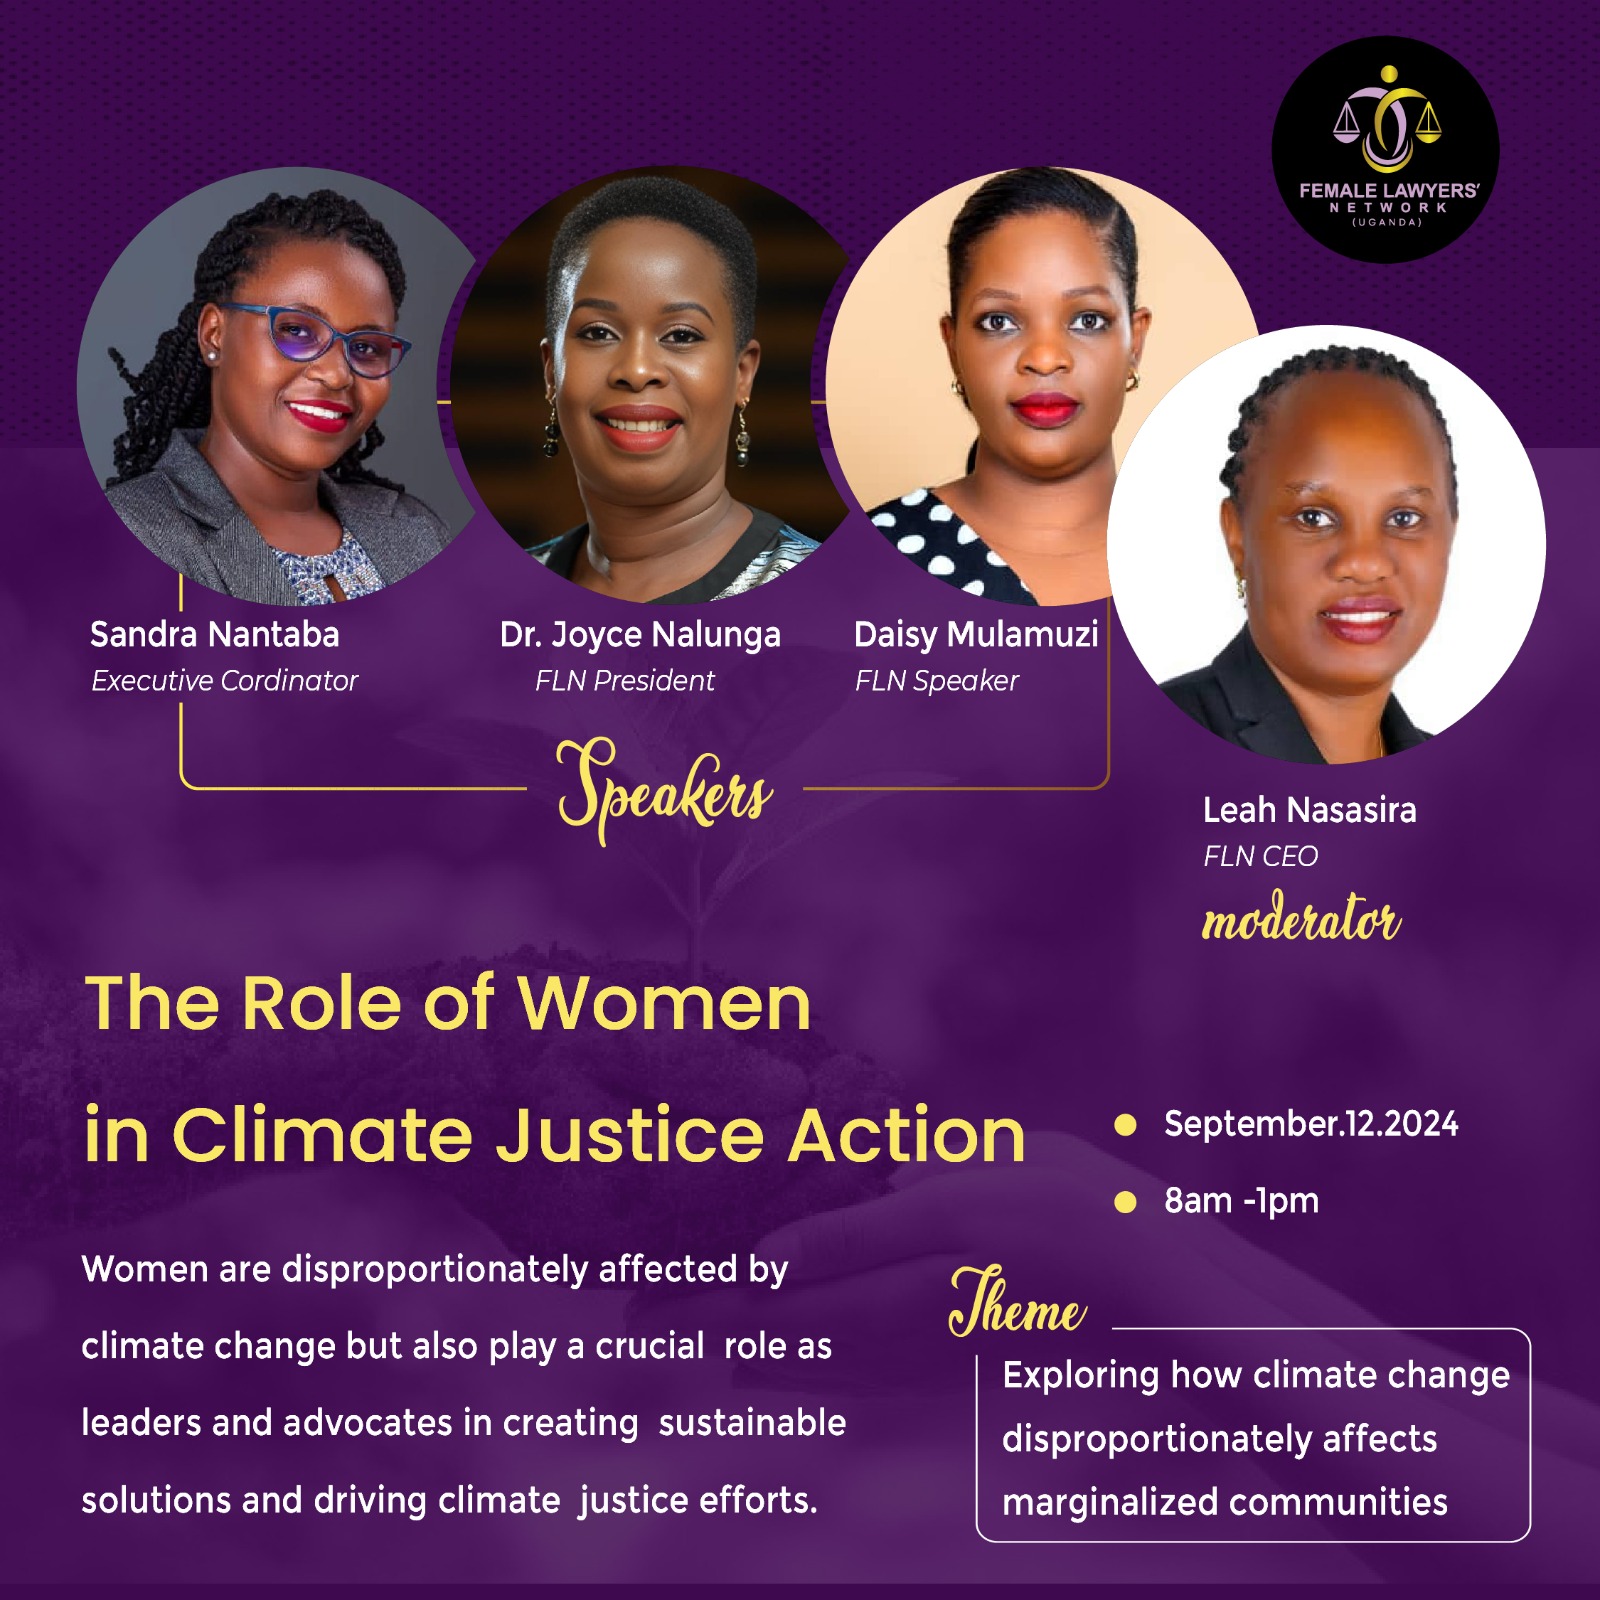 FEMALE LAWYERS'
NETWORK
(UGANDA)
Sandra Nantaba
Executive Cordinator
Dr. Joyce Nalunga
FLN President
Daisy Mulamuzi
FLN Speaker
Speakers
Leah Nasasira
FLN CEO
moderator
The Role of Women
in Climate Justice Action
September.12.2024
8am -1pm
Women are disproportionately affected by
climate change but also play a crucial role as
leaders and advocates in creating sustainable
solutions and driving climate justice efforts.
Theme
Exploring how climate change
disproportionately affects
marginalized communities